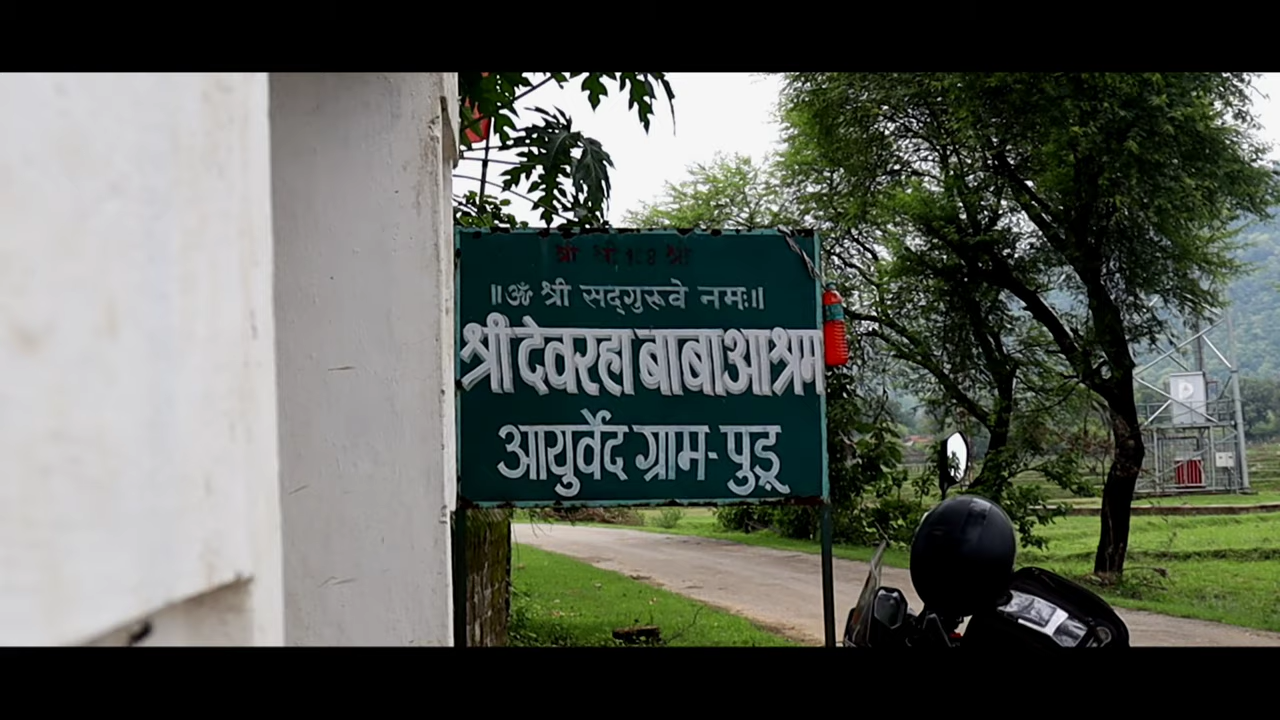 ॥ॐ श्री सद्गुरूवे नमः॥
श्री देवरहा बाबा आश्रम
आयुर्वेद ग्राम- पुड़ू